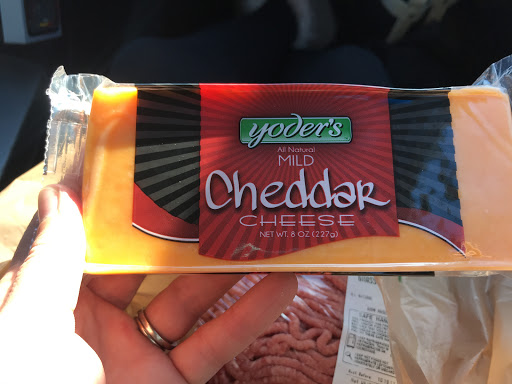 yoder's
All Natural
MILD
Cheddar
CHEESE
NET WT. 8 OZ (227g)